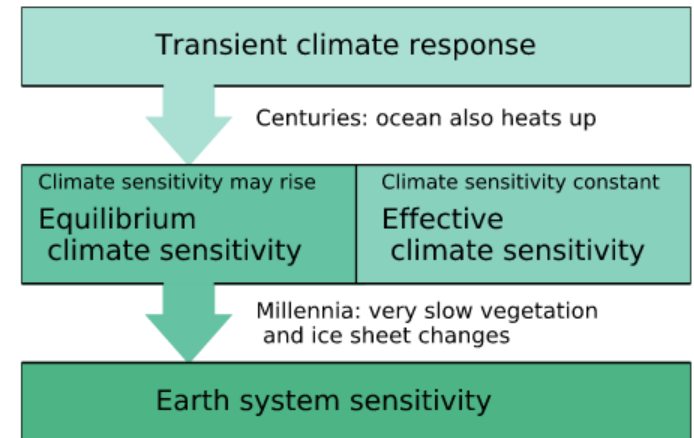 Transient climate response
Centuries: ocean also heats up
Climate sensitivity may rise
Equilibrium
climate sensitivity
Climate sensitivity constant
Effective
climate sensitivity
Millennia: very slow vegetation
and ice sheet changes
Earth system sensitivity